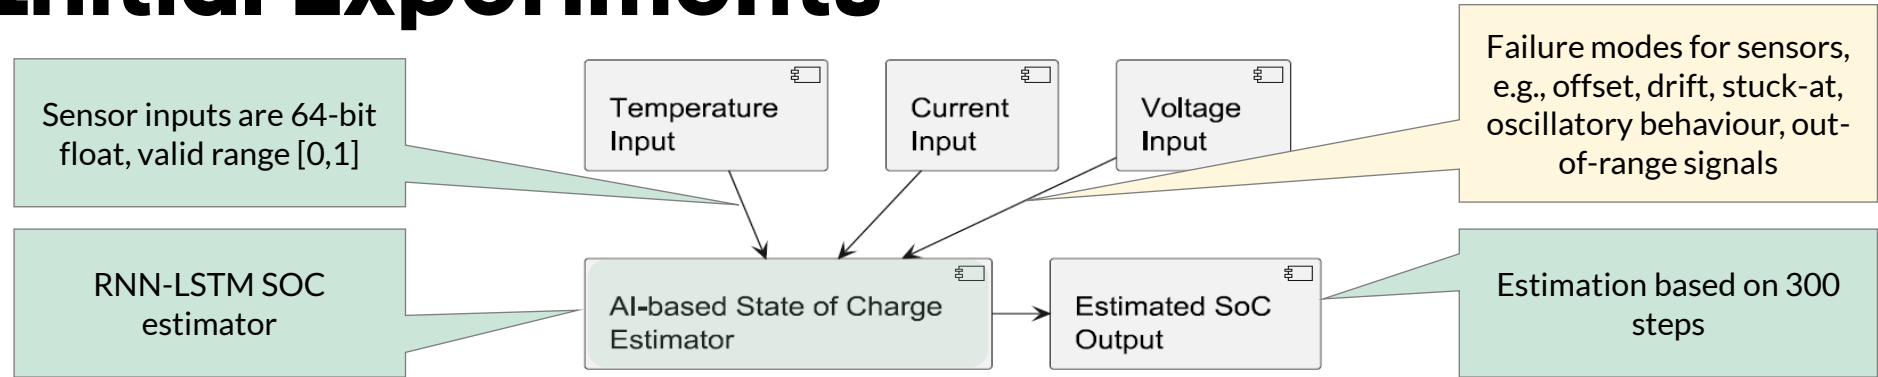 Initial Experiments
Sensor inputs are 64-bit
float, valid range [0,1]
Temperature
Input
Current
Input
Voltage
Input
Failure modes for sensors,
e.g., offset, drift, stuck-at,
oscillatory behaviour, out-
of-range signals
RNN-LSTM SOC
estimator
AI-based State of Charge
Estimator
Estimated SoC
Output
Estimation based on 300
steps